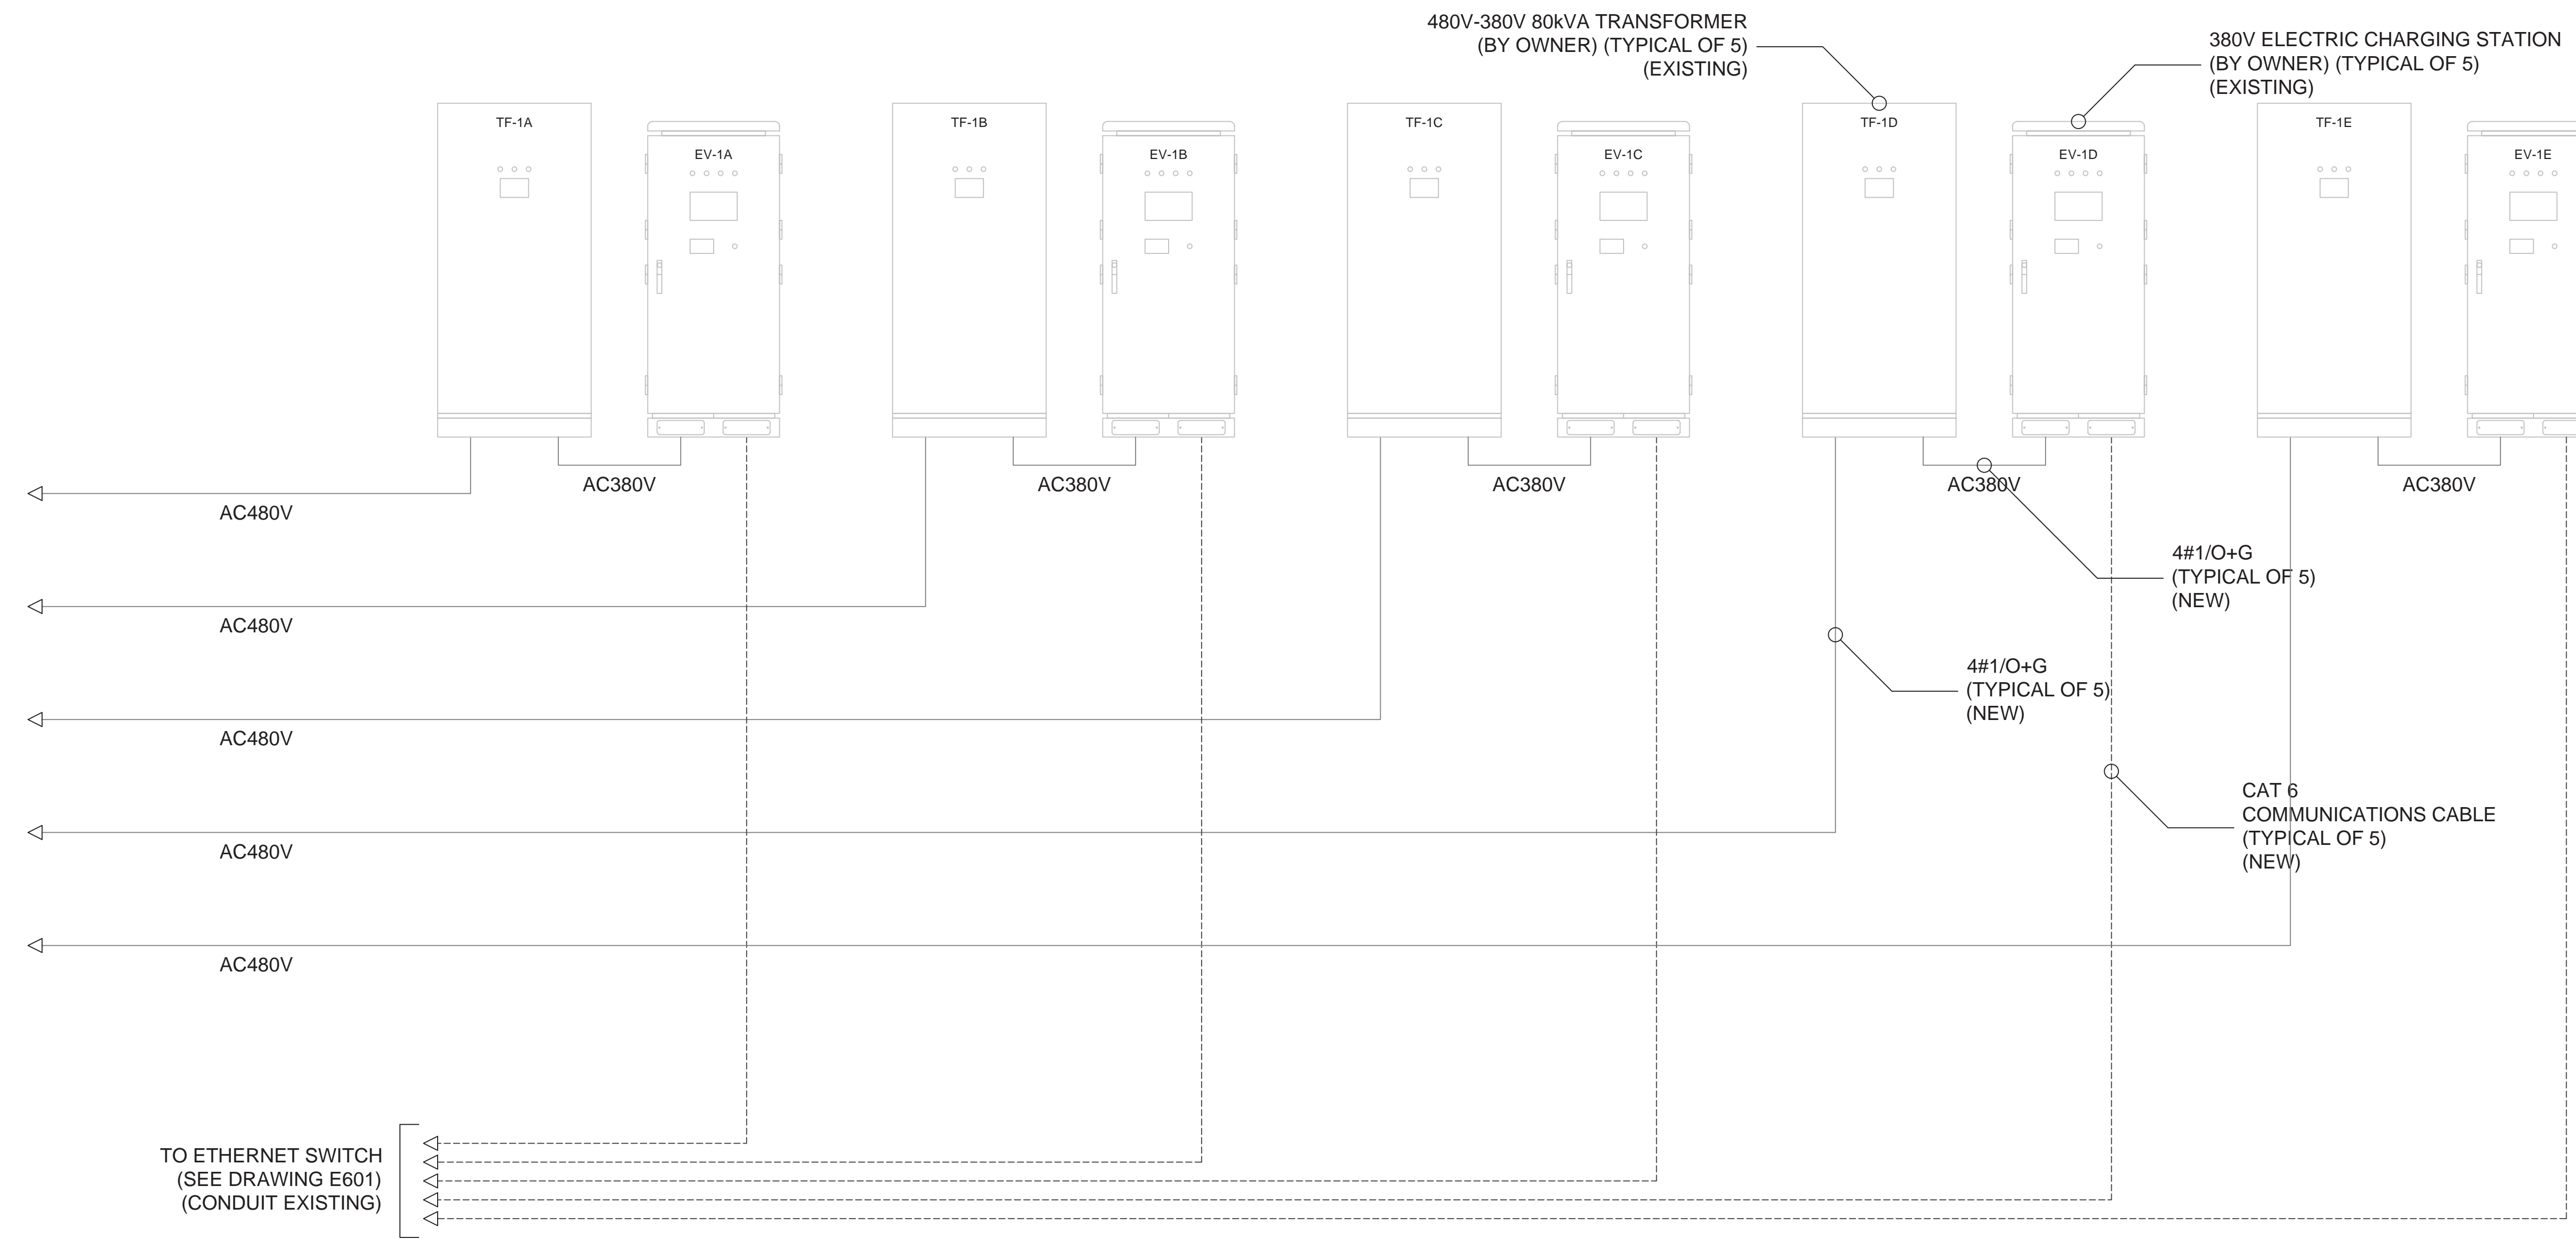 480V-380V 80kVA TRANSFORMER
(BY OWNER) (TYPICAL OF 5)
(EXISTING)
380V ELECTRIC CHARGING STATION
(BY OWNER) (TYPICAL OF 5)
(EXISTING)
TF-1A
EV-1A
TF-1B
EV-1B
TF-1C
EV-1C
TF-1D
EV-1D
TF-1E
EV-1E
AC380V
AC380V
AC380V
AC380V
AC380V
AC480V
4#1/O+G
(TYPICAL OF 5)
(NEW)
AC480V
4#1/O+G
(TYPICAL OF 5)
(NEW)
AC480V
CAT 6
COMMUNICATIONS CABLE
(TYPICAL OF 5)
(NEW)
AC480V
AC480V
TO ETHERNET SWITCH
(SEE DRAWING E601)
(CONDUIT EXISTING)